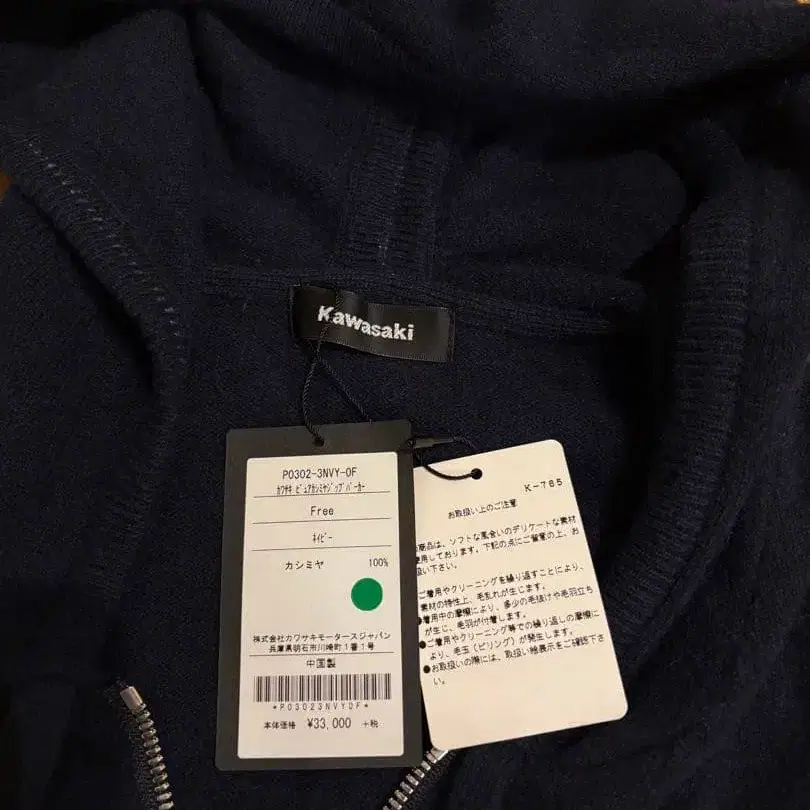 Kawasaki
P0302-3NVY-0F
カワサキ ピュアカシミヤジップパーカー
Free
ネイビー
カシミヤ 100%
株式会社カワサキモータースジャパン
兵庫県明石市川崎町1番1号
中国製
*P03023NVY0F*
本体価格 ¥33,000 +税
K-765
お取扱い上のご注意
商品は、ソフトな風合いのデリケートな素材
使用しております。下記の点にご留意の上、お
扱い下さい。
ご着用やクリーニングを繰り返すことにより、
素材の特性上、毛乱れが生じます。
●着用中の摩擦により、多少の毛抜けや毛羽立ち
が生じ、毛羽が付着します。
●ご着用やクリーニング等での繰り返しの摩擦に
より、毛玉(ピリング)が発生します。
●お取扱いの際には、取扱い絵表示をご確認下さ
い。